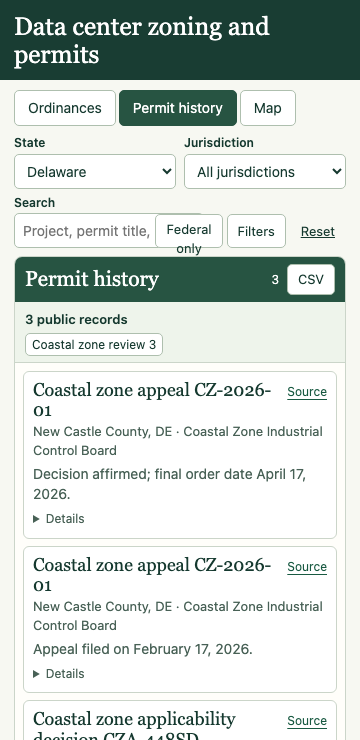 Data center zoning and
permits
Ordinances
Permit history
Map
State
Jurisdiction
Delaware
All jurisdictions
Search
Project, permit title,
Federal
only
Filters
Reset
Permit history
3
CSV
3 public records
Coastal zone review 3
Coastal zone appeal CZ-2026-
01
Source
New Castle County, DE · Coastal Zone Industrial
Control Board
Decision affirmed; final order date April 17,
2026.
Details
Coastal zone appeal CZ-2026-
01
Source
New Castle County, DE · Coastal Zone Industrial
Control Board
Appeal filed on February 17, 2026.
Details
Coastal zone applicability
decision CZA-448SD
Source